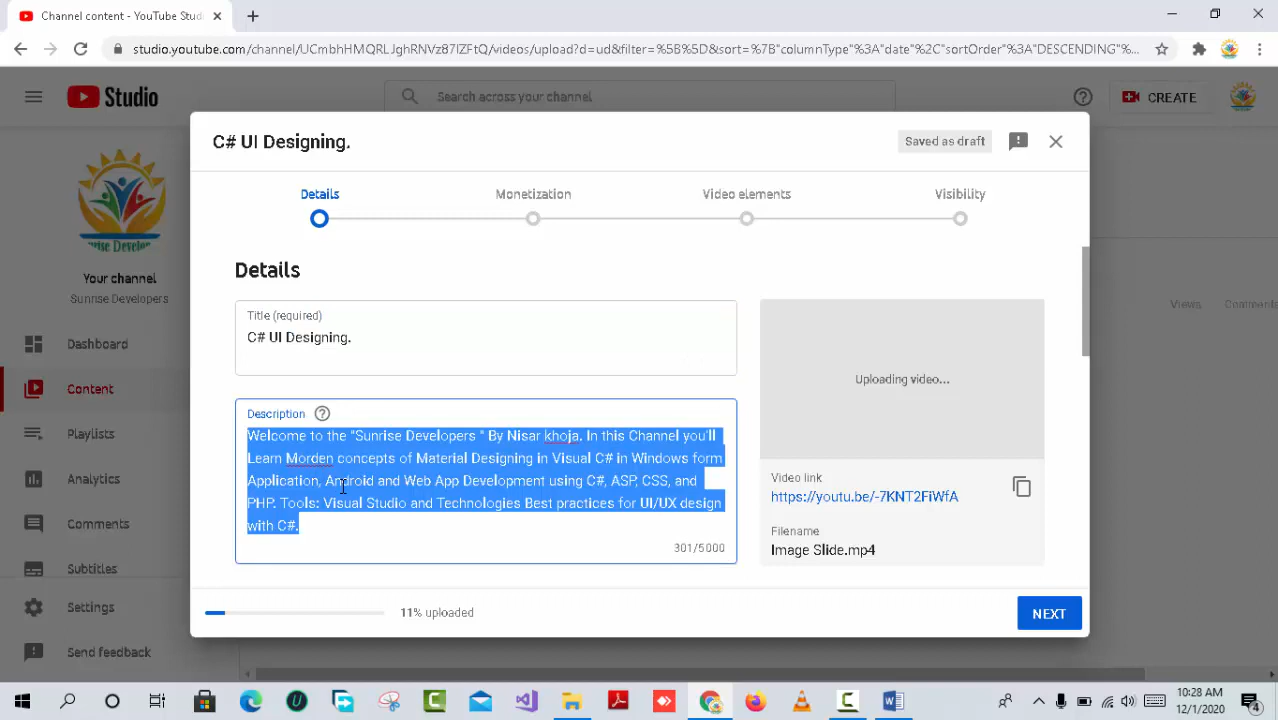 Channel content - YouTube Stud
studio.youtube.com/channel/UCmbhHMQRLJghRNVz87IZFtQ/videos/upload?d=ud&filter=%5B%5D&sort=%7B"columnType"%3A"date"%2C"sortOrder"%3A"DESCENDING"%...
Studio
Search across your channel
CREATE
C# UI Designing.
Saved as draft
Details
Monetization
Video elements
Visibility
Sunrise Develope
Your channel
Sunrise Developers
Dashboard
Content
Playlists
Analytics
Comments
Subtitles
Settings
Send feedback
Views
Comments
Details
Title (required)
C# UI Designing.
Description
Welcome to the "Sunrise Developers " By Nisar khoja. In this Channel you'll
Learn Morden concepts of Material Designing in Visual C# in Windows form
Application, Android and Web App Development using C#, ASP, CSS, and
PHP. Tools: Visual Studio and Technologies Best practices for UI/UX design
with C#.
301/5000
Uploading video...
Video link
https://youtu.be/-7KNT2FiWfA
Filename
Image Slide.mp4
11% uploaded
NEXT
10:28 AM
12/1/2020
4